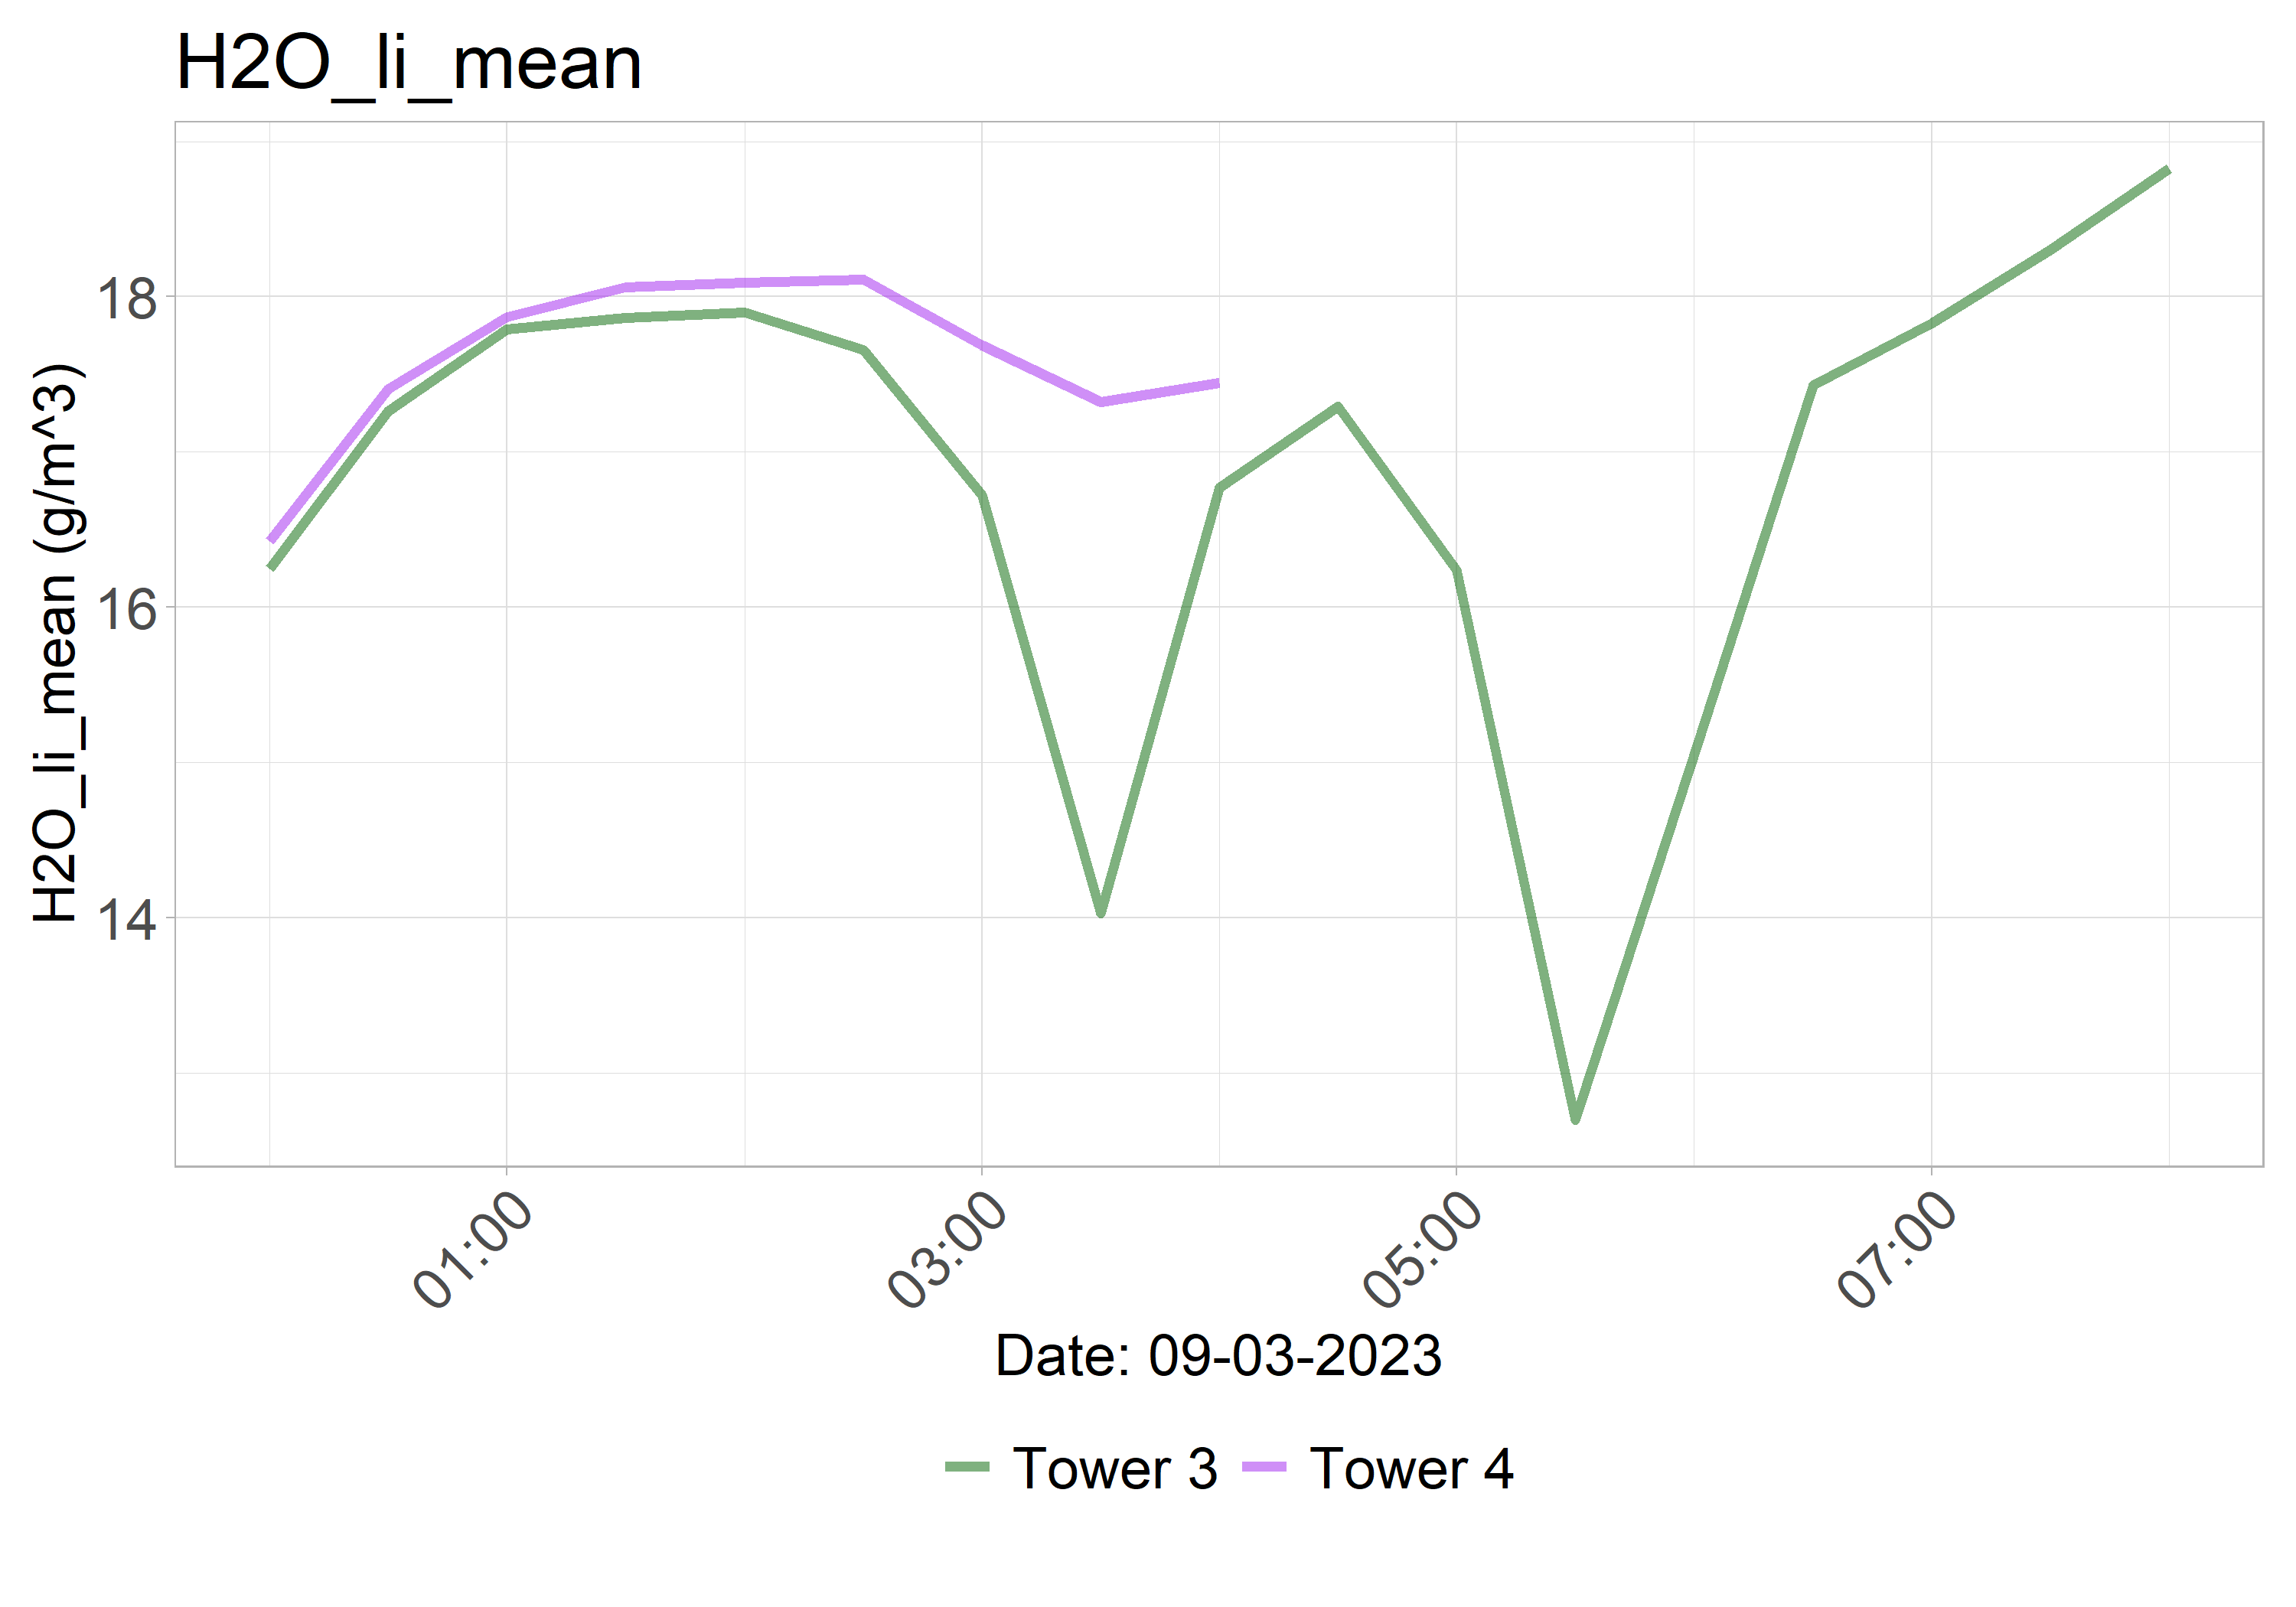 H2O_li_mean
H2O_li_mean (g/m^3)
18
16
14
01:00
03:00
05:00
07:00
Date: 09-03-2023
Tower 3
Tower 4